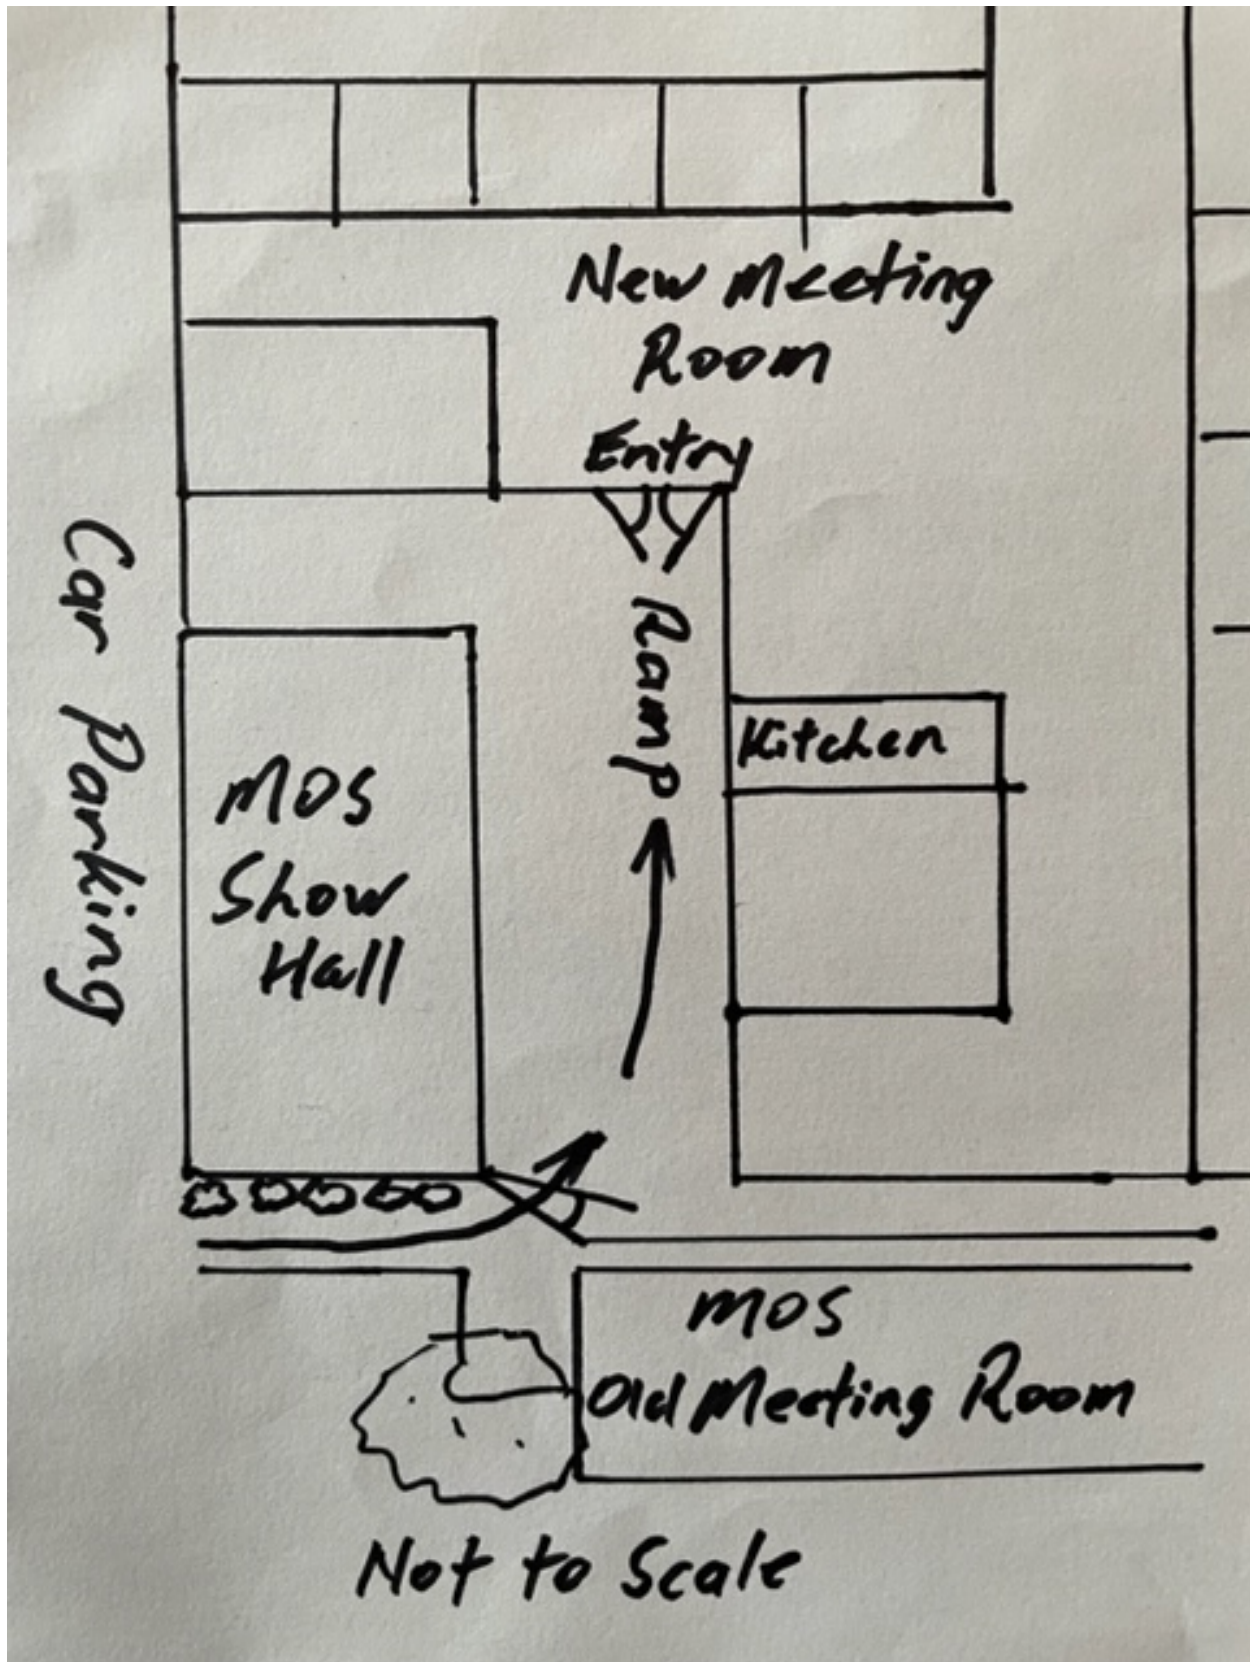 New Meeting
Room
Entry
Ramp
Kitchen
Car Parking
MOS
Show
Hall
MOS
Old Meeting Room
Not to Scale